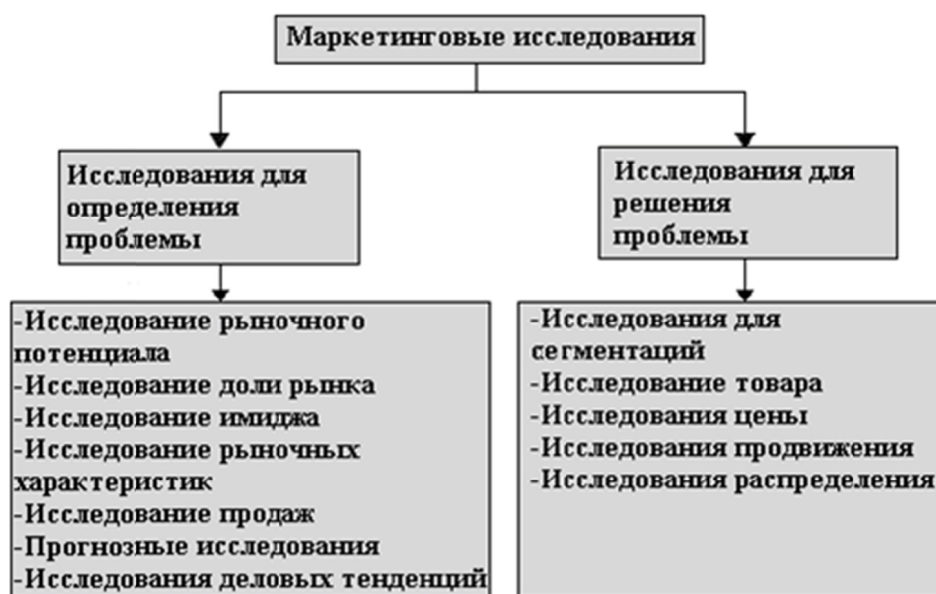 Маркетинговые исследования
Исследования для
определения
проблемы
Исследования для
решения
проблемы
-Исследование рыночного
потенциала
-Исследование доли рынка
-Исследование имиджа
-Исследование рыночных
характеристик
-Исследование продаж
-Прогнозные исследования
-Исследования деловых тенденций
-Исследования для
сегментаций
-Исследование товара
-Исследования цены
-Исследования продвижения
-Исследования распределения